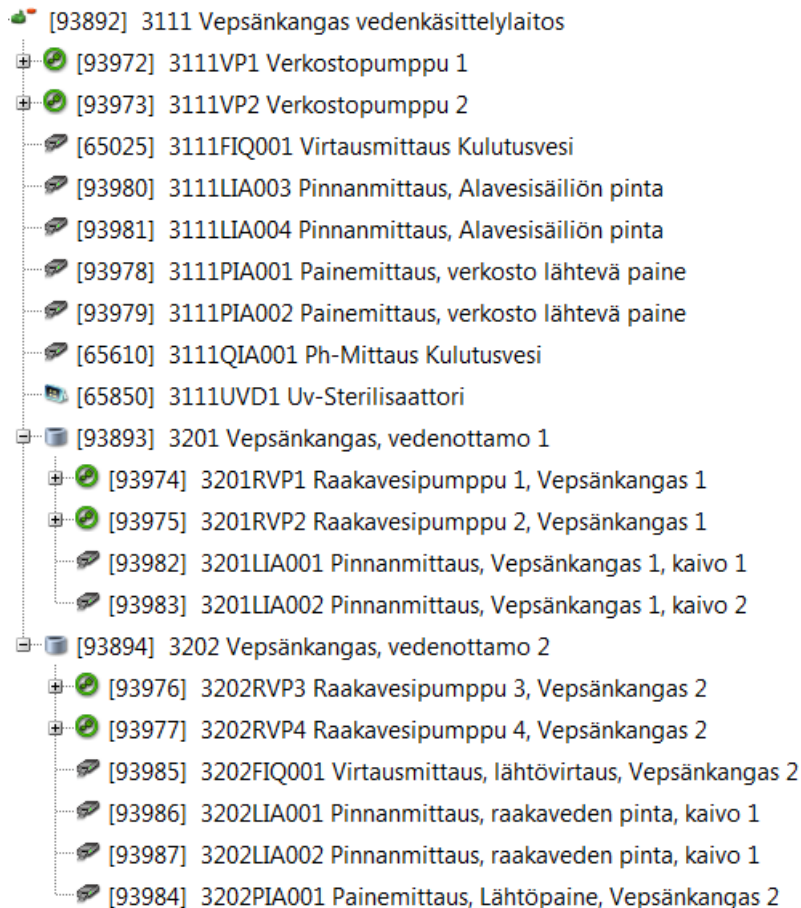 [93892] 3111 Vepsänkangas vedenkäsittelylaitos
[93972] 3111VP1 Verkostopumppu 1
[93973] 3111VP2 Verkostopumppu 2
[65025] 3111FIQ001 Virtausmittaus Kulutusvesi
[93980] 3111LIA003 Pinnanmittaus, Alavesisäiliön pinta
[93981] 3111LIA004 Pinnanmittaus, Alavesisäiliön pinta
[93978] 3111PIA001 Painemittaus, verkosto lähtevä paine
[93979] 3111PIA002 Painemittaus, verkosto lähtevä paine
[65610] 3111QIA001 Ph-Mittaus Kulutusvesi
[65850] 3111UVD1 Uv-Sterilisaattori
[93893] 3201 Vepsänkangas, vedenottamo 1
[93974] 3201RVP1 Raakavesipumppu 1, Vepsänkangas 1
[93975] 3201RVP2 Raakavesipumppu 2, Vepsänkangas 1
[93982] 3201LIA001 Pinnanmittaus, Vepsänkangas 1, kaivo 1
[93983] 3201LIA002 Pinnanmittaus, Vepsänkangas 1, kaivo 2
[93894] 3202 Vepsänkangas, vedenottamo 2
[93976] 3202RVP3 Raakavesipumppu 3, Vepsänkangas 2
[93977] 3202RVP4 Raakavesipumppu 4, Vepsänkangas 2
[93985] 3202FIQ001 Virtausmittaus, lähtövirtaus, Vepsänkangas 2
[93986] 3202LIA001 Pinnanmittaus, raakaveden pinta, kaivo 1
[93987] 3202LIA002 Pinnanmittaus, raakaveden pinta, kaivo 1
[93984] 3202PIA001 Painemittaus, Lähtöpaine, Vepsänkangas 2